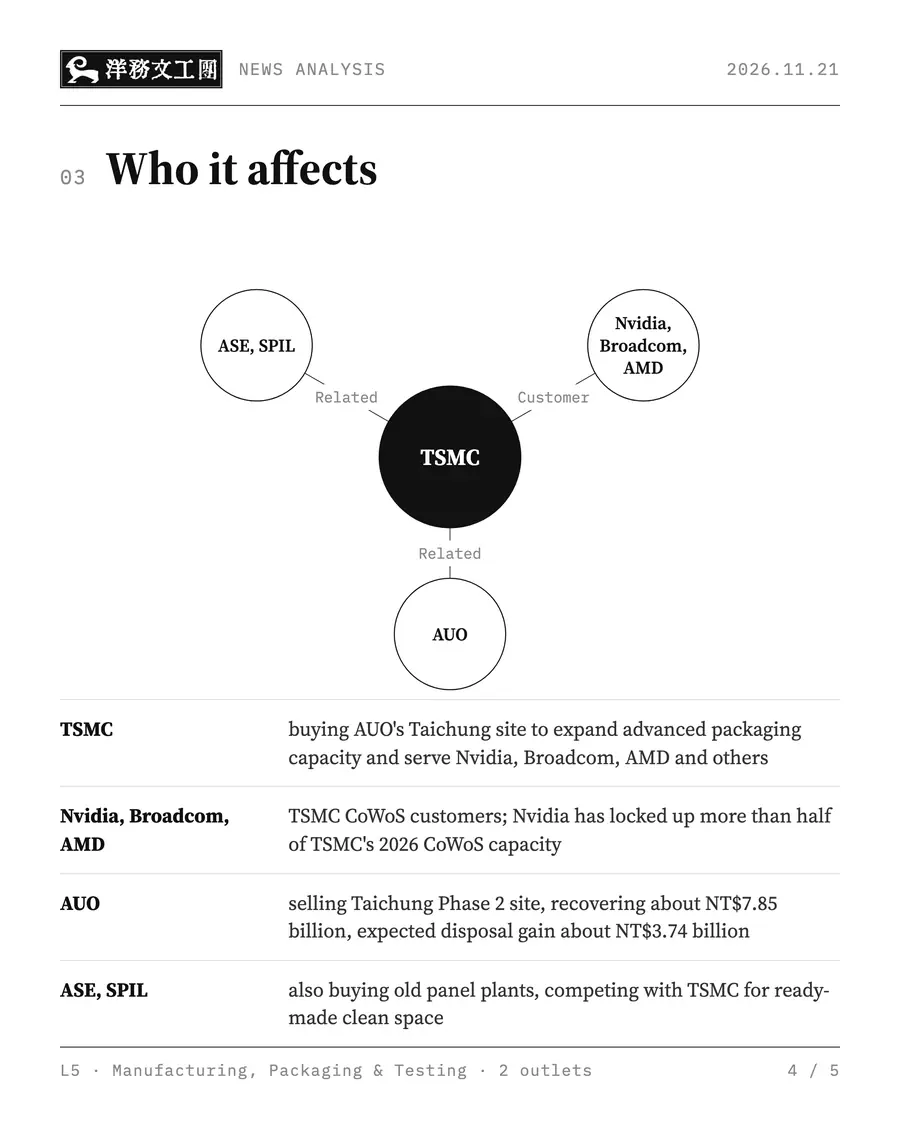 洋務文工團 NEWS ANALYSIS 2026.11.21
03 Who it affects
ASE, SPIL
Nvidia,
Broadcom,
AMD
Related
Customer
TSMC
Related
AUO
TSMC
buying AUO's Taichung site to expand advanced packaging
capacity and serve Nvidia, Broadcom, AMD and others
Nvidia, Broadcom,
AMD
TSMC CoWoS customers; Nvidia has locked up more than half
of TSMC's 2026 CoWoS capacity
AUO
selling Taichung Phase 2 site, recovering about NT$7.85
billion, expected disposal gain about NT$3.74 billion
ASE, SPIL
also buying old panel plants, competing with TSMC for ready-
made clean space
L5 · Manufacturing, Packaging & Testing · 2 outlets 4 / 5